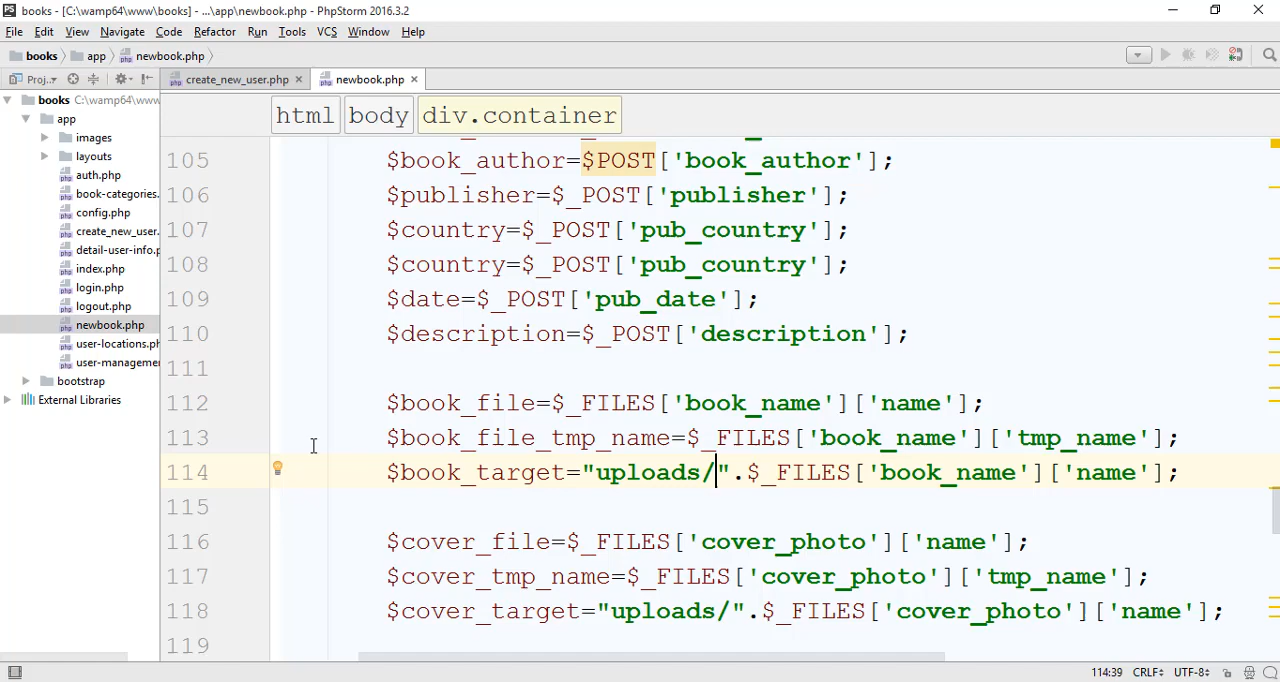 books - [C:\wamp64\www\books] - ...\app\newbook.php - PhpStorm 2016.3.2
File Edit View Navigate Code Refactor Run Tools Help VCS Window Help
books app newbook.php
Proj.. create_new_user.php newbook.php
books C:\wamp64\www
app
images
layouts
auth.php
book-categories.
config.php
create_new_user.
detail-user-info.p
index.php
login.php
logout.php
newbook.php
user-locations.ph
user-manageme
bootstrap
External Libraries
html body div.container
105 $book_author=$POST['book_author'];
106 $publisher=$_POST['publisher'];
107 $country=$_POST['pub_country'];
108 $country=$_POST['pub_country'];
109 $date=$_POST['pub_date'];
110 $description=$_POST['description'];
111
112 $book_file=$_FILES['book_name']['name'];
113 $book_file_tmp_name=$_FILES['book_name']['tmp_name'];
114 $book_target="uploads/".$_FILES['book_name']['name'];
115
116 $cover_file=$_FILES['cover_photo']['name'];
117 $cover_tmp_name=$_FILES['cover_photo']['tmp_name'];
118 $cover_target="uploads/".$_FILES['cover_photo']['name'];
119
114:39 CRLF UTF-8